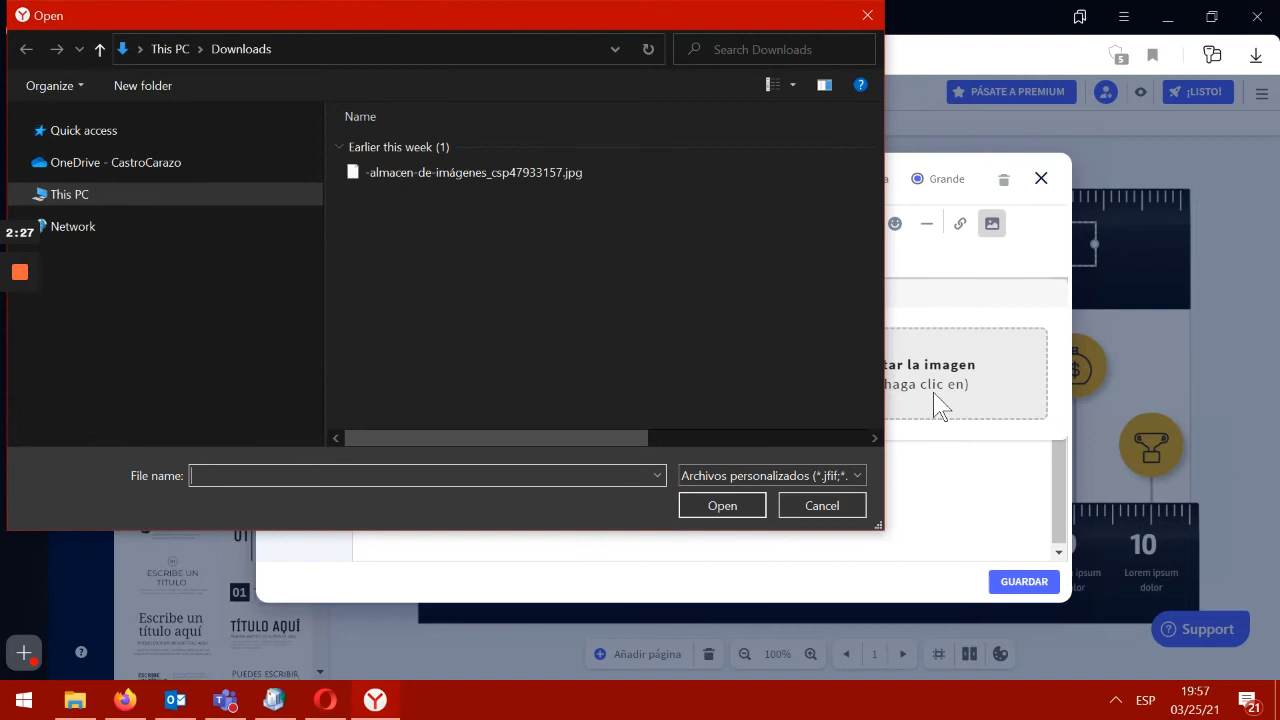 Open
This PC
Downloads
Search Downloads
5
Organize
New folder
PÁSATE A PREMIUM
¡LISTO!
Name
Quick access
Earlier this week (1)
OneDrive - CastroCarazo
-almacen-de-imágenes_csp47933157.jpg
Grande
This PC
Network
2:27
tar la imagen
haga clic en)
File name:
Archivos personalizados (*.jfif;*.
Open
Cancel
01
ESCRIBE UN
TÍTULO
01
Escribe un
título aquí
TÍTULO AQUÍ
PUEDES ESCRIBIR
GUARDAR
10
Lorem ipsum
dolor
Support
Añadir página
100%
1
ESP
19:57
03/25/21
21